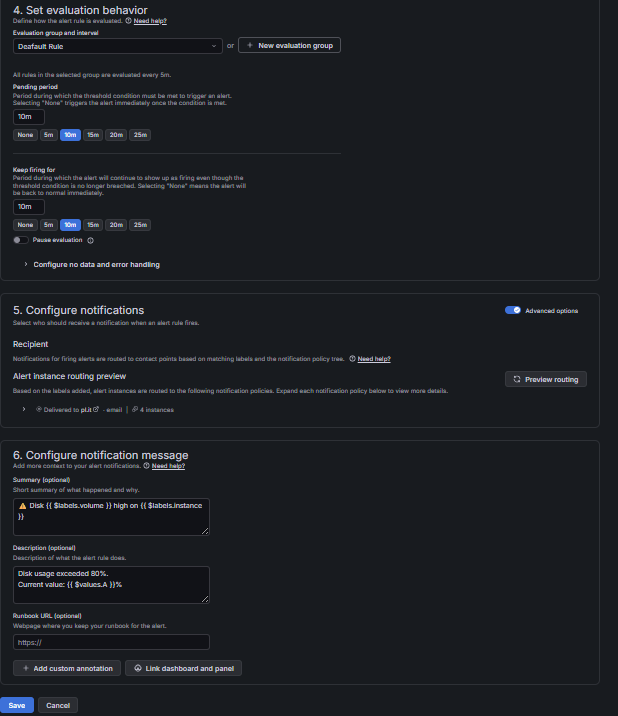 4. Set evaluation behavior
Define how the alert rule is evaluated. Need help?
Evaluation group and interval
Deafault Rule or + New evaluation group
All rules in the selected group are evaluated every 5m.
Pending period
Period during which the threshold condition must be met to trigger an alert.
Selecting "None" triggers the alert immediately once the condition is met.
10m
None 5m 10m 15m 20m 25m
Keep firing for
Period during which the alert will continue to show up as firing even though the
threshold condition is no longer breached. Selecting "None" means the alert will
be back to normal immediately.
10m
None 5m 10m 15m 20m 25m
Pause evaluation
Configure no data and error handling
5. Configure notifications
Advanced options
Select who should receive a notification when an alert rule fires.
Recipient
Notifications for firing alerts are routed to contact points based on matching labels and the notification policy tree. Need help?
Alert instance routing preview
Preview routing
Based on the labels added, alert instances are routed to the following notification policies. Expand each notification policy below to view more details.
Delivered to pl.it - email | 4 instances
6. Configure notification message
Add more context to your alert notifications. Need help?
Summary (optional)
Short summary of what happened and why.
⚠️ Disk {{ $labels.volume }} high on {{ $labels.instance
}}
Description (optional)
Description of what the alert rule does.
Disk usage exceeded 80%.
Current value: {{ $values.A }}%
Runbook URL (optional)
Webpage where you keep your runbook for the alert.
https://
+ Add custom annotation Link dashboard and panel
Save Cancel